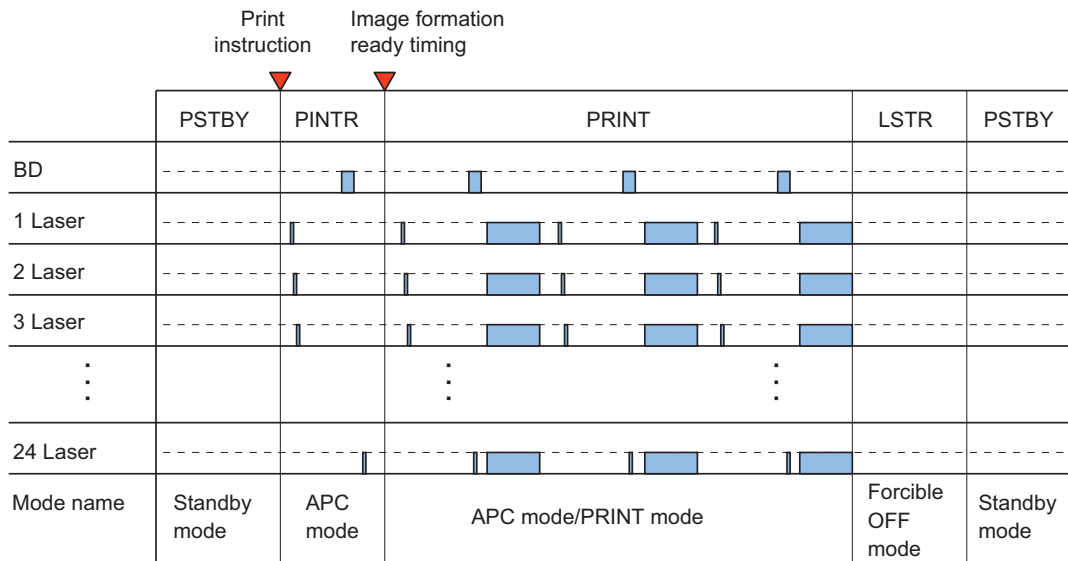 Print
instruction
Image formation
ready timing
PSTBY PINTR PRINT LSTR PSTBY
BD
1 Laser
2 Laser
3 Laser
24 Laser
Mode name
Standby
mode
APC
mode
APC mode/PRINT mode
Forcible
OFF
mode
Standby
mode